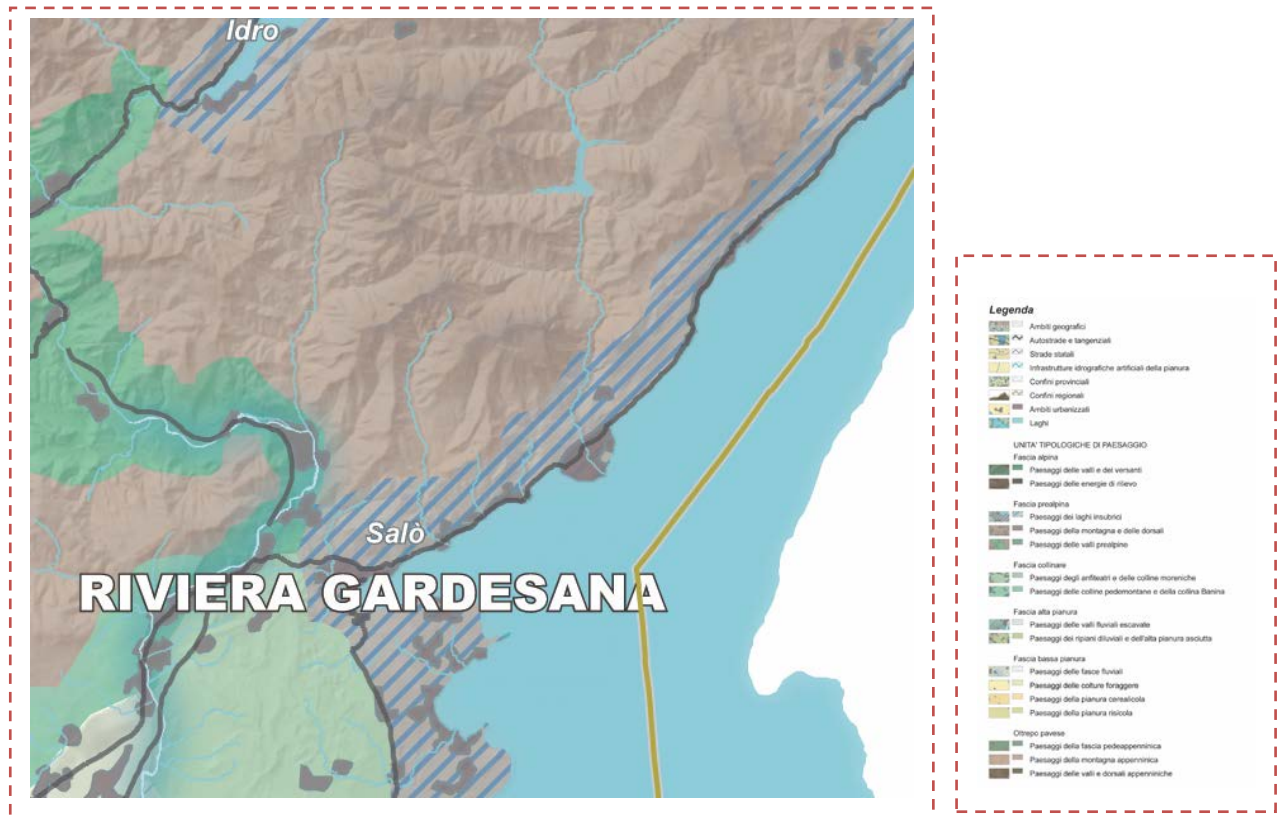 Idro
Salò
RIVIERA GARDESANA
Legenda
Ambiti geografici
Autostrade e tangenziali
Strade statali
Infrastrutture idrografiche artificiali della pianura
Confini provinciali
Confini regionali
Ambiti urbanizzati
Laghi
UNITA' TIPOLOGICHE DI PAESAGGIO
Fascia alpina
Paesaggi delle valli e dei versanti
Paesaggi delle energie di rilievo
Fascia prealpina
Paesaggi dei laghi insubrici
Paesaggi della montagna e delle dorsali
Paesaggi delle valli prealpine
Fascia collinare
Paesaggi degli anfiteatri e delle colline moreniche
Paesaggi delle colline pedemontane e della collina Banina
Fascia alta pianura
Paesaggi delle valli fluviali escavate
Paesaggi dei ripiani diluviali e dell'alta pianura asciutta
Fascia bassa pianura
Paesaggi delle fasce fluviali
Paesaggi delle colture foraggere
Paesaggi della pianura cerealicola
Paesaggi della pianura risicola
Oltrepo pavese
Paesaggi della fascia pedeappenninica
Paesaggi della montagna appenninica
Paesaggi delle valli e dorsali appenniniche